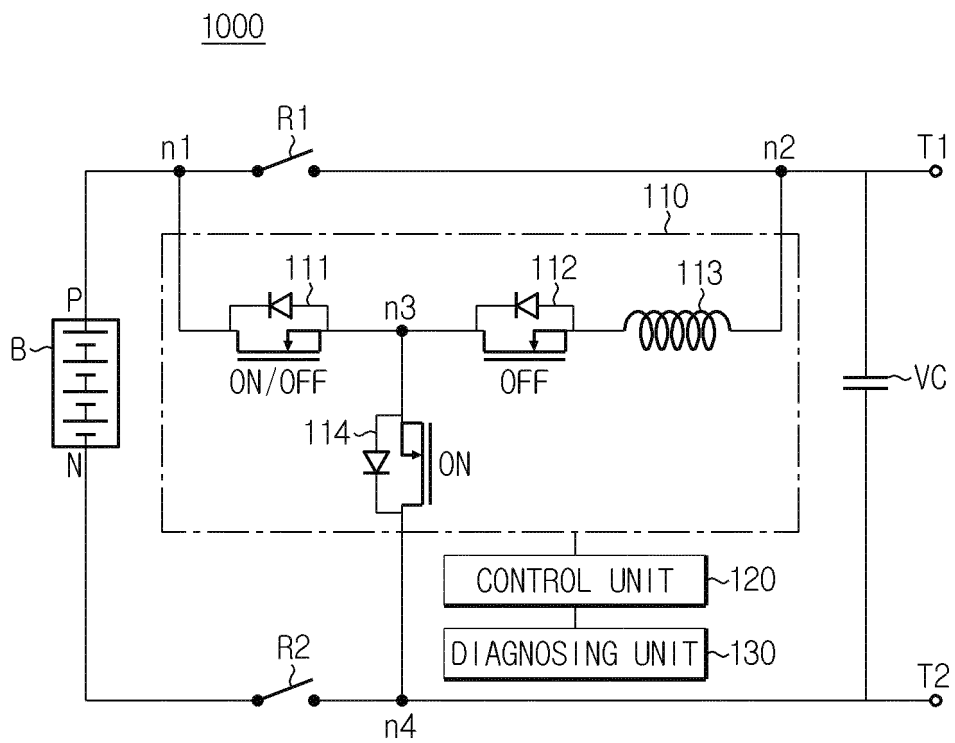 1000
R1
n1
n2
T1
110
111
112
113
n3
P
B
ON/OFF
OFF
VC
114
ON
N
CONTROL UNIT
120
DIAGNOSING UNIT
130
R2
T2
n4